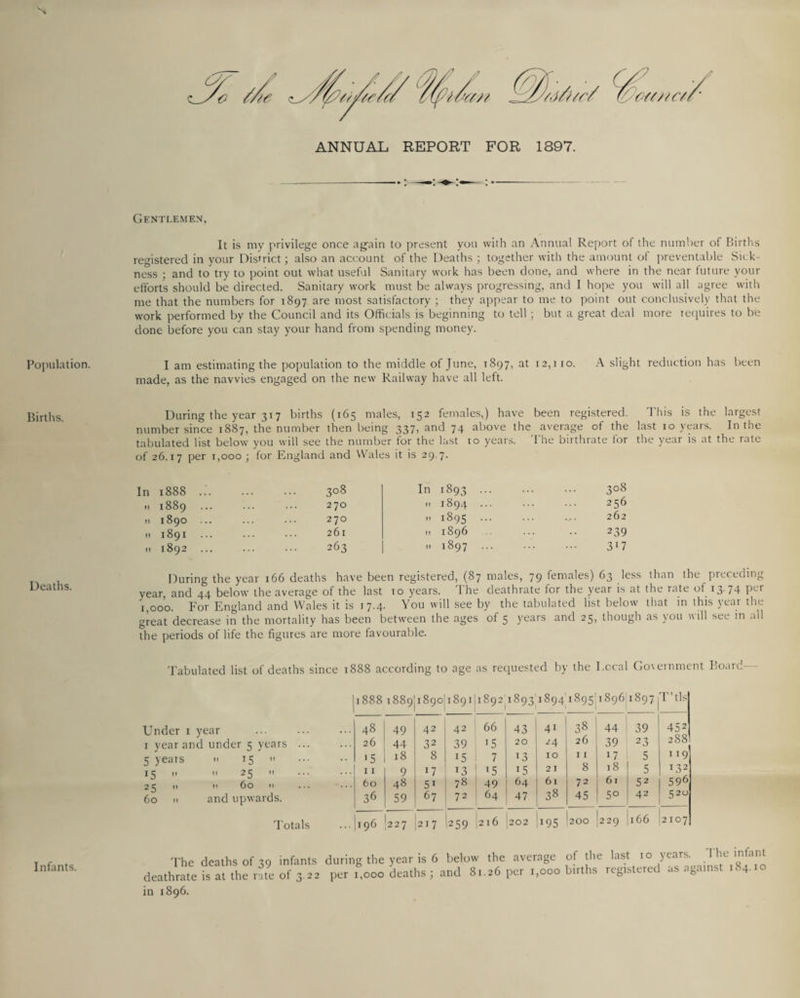 To the Mirfield Urban District Council.
ANNUAL REPORT FOR 1897.
GENTLEMEN,
It is my privilege once again to present you with an Annual Report of the number of Births
registered in your District ; also an account of the Deaths ; together with the amount of preventable Sick-
ness ; and to try to point out what useful Sanitary work has been done, and where in the near future your
efforts should be directed. Sanitary work must be always progressing, and I hope you will all agree with
me that the numbers for 1897 are most satisfactory ; they appear to me to point out conclusively that the
work performed by the Council and its Officials is beginning to tell ; but a great deal more requires to be
done before you can stay your hand from spending money.
Population.
I am estimating the population to the middle of June, 1897, at 12,110. A slight reduction has been
made, as the navvies engaged on the new Railway have all left.
Births.
During the year 317 births (165 males, 152 females,) have been registered. This is the largest
number since 1887, the number then being 337, and 74 above the average of the last 10 years. In the
tabulated list below you will see the number for the last 10 years. The birthrate for the year is at the rate
of 26.17 per 1,000 ; for England and Wales it is 29.7.
In 1888 ... ... ... 308 In 1893 ... ... ... 308
" 1889 ... ... ... 270 " 1894 ... ... ... 256
" 1890 ... ... ... 270 " 1895 ... ... ... 262
" 1891 ... ... ... 261 " 1896 .. ... .. 239
" 1892 ... ... ... 263 " 1897 ... ... ... 317
Deaths.
During the year 166 deaths have been registered, (87 males, 79 females) 63 less than the preceding
year, and 44 below the average of the last 10 years. The deathrate for the year is at the rate of 13.74 per
1,000. For England and Wales it is 17.4. You will see by the tabulated list below that in this year the
great decrease in the mortality has been between the ages of 5 years and 25, though as you will see in all
the periods of life the figures are more favourable.
Tabulated list of deaths since 1888 according to age as requested by the Local Government Board—
1888 1889 1890 1891 1892 1893 1894 1895 1896 1897 T'tls
Under 1 year ... ... ... 48 49 42 42 66 43 41 38 44 39 452
1 year and under 5 years ... ... 26 44 32 39 15 20 24 26 39 23 288
5 years " 15 " ... .. 15 18 8 15 7 13 10 11 17 5 119
15 " " 25 " ... ... 11 9 17 13 15 15 21 8 18 5 132
25 " " 60 " ... ... 60 48 51 78 49 64 61 72 61 52 596
60 " and upwards. 36 59 67 72 64 47 38 45 50 42 520
Totals ... 196 227 217 259 216 202 195 200 229 166 2107
Infants.
The deaths of 39 infants during the year is 6 below the average of the last 10 years. The infant
deathrate is at the rate of 3.22 per 1,000 deaths ; and 81.26 per 1,000 births registered as against 184.10
in 1896.